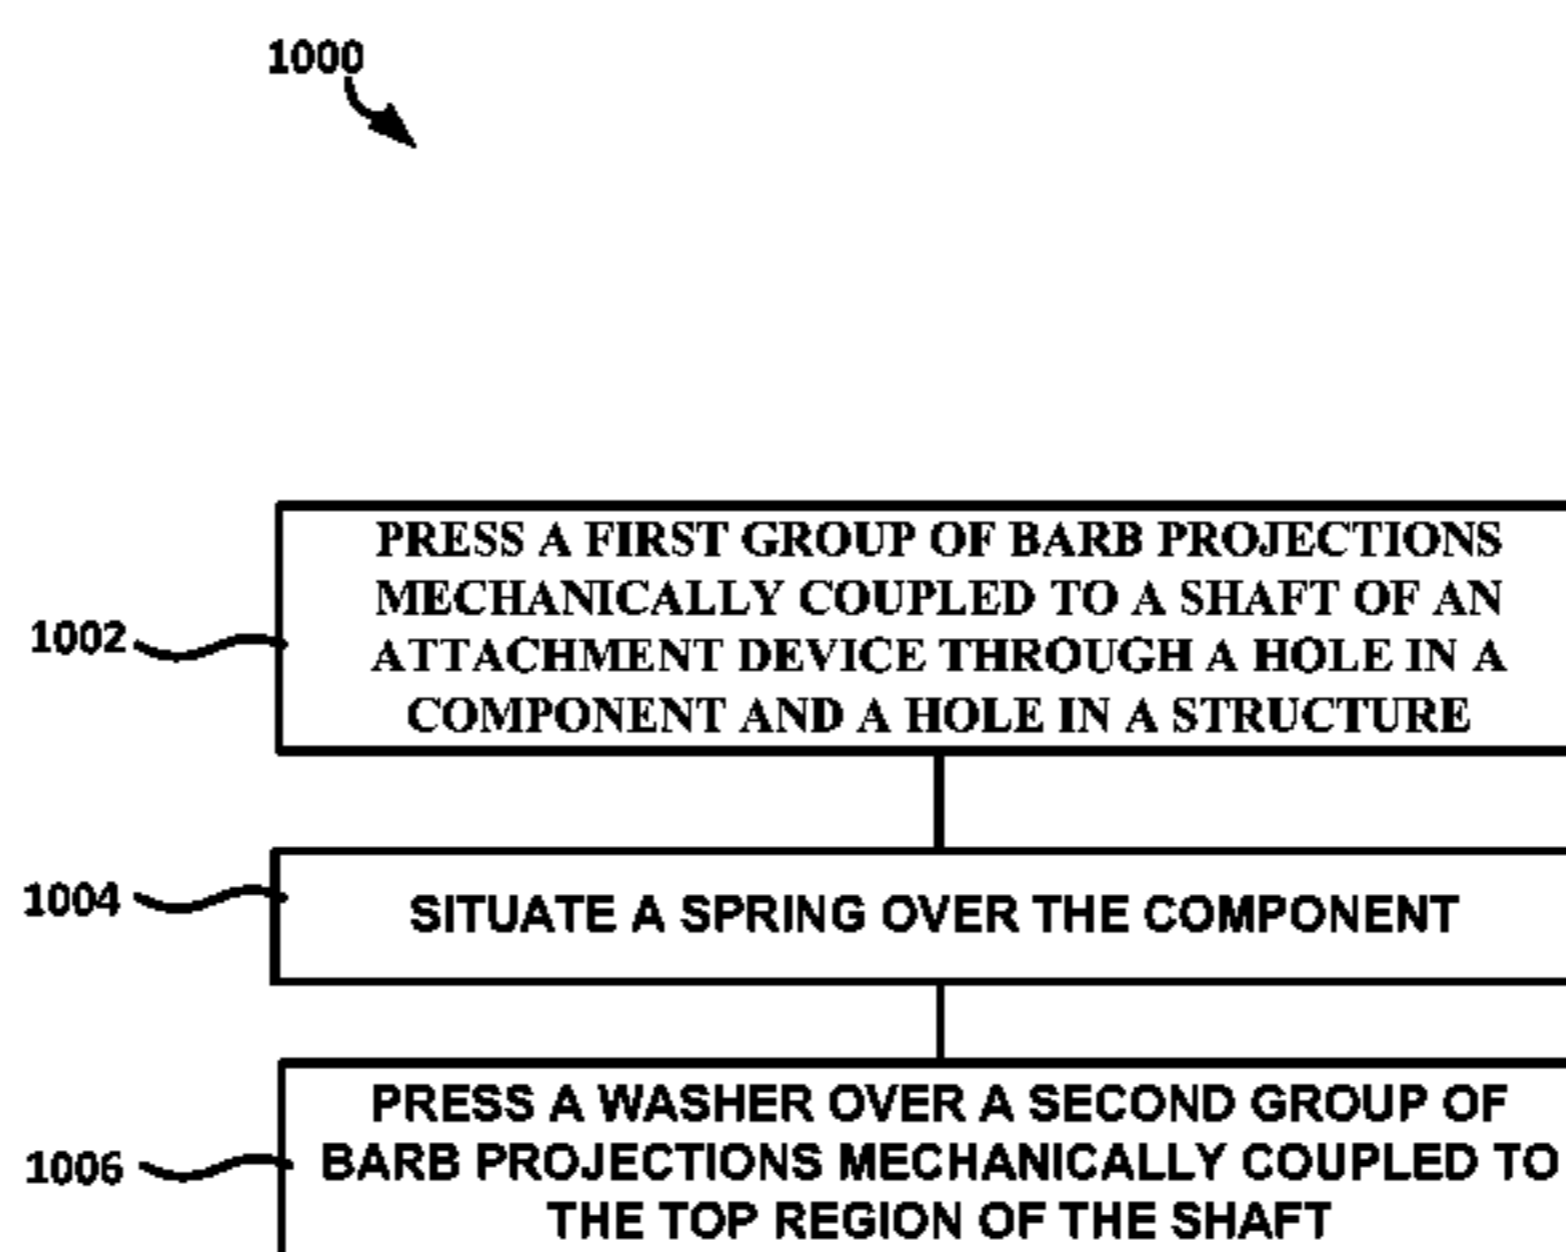 1000
PRESS A FIRST GROUP OF BARB PROJECTIONS
MECHANICALLY COUPLED TO A SHAFT OF AN
1002
ATTACHMENT DEVICE THROUGH A HOLE IN A
COMPONENT AND A HOLE IN A STRUCTURE
1004
SITUATE A SPRING OVER THE COMPONENT
PRESS A WASHER OVER A SECOND GROUP OF
1006
BARB PROJECTIONS MECHANICALLY COUPLED TO
THE TOP REGION OF THE SHAFT